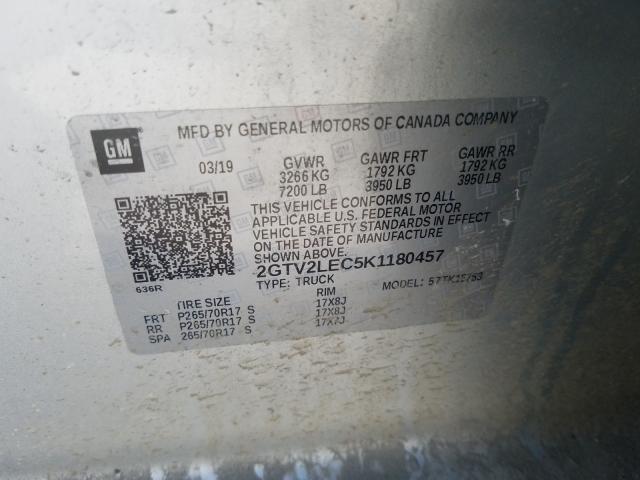 GM
MFD BY GENERAL MOTORS OF CANADA COMPANY
03/19 GVWR GAWR FRT GAWR RR
3266 KG 1792 KG 1792 KG
7200 LB 3950 LB 3950 LB
THIS VEHICLE CONFORMS TO ALL
APPLICABLE U.S. FEDERAL MOTOR
VEHICLE SAFETY STANDARDS IN EFFECT
ON THE DATE OF MANUFACTURE
SHOWN ABOVE.
2GTV2LEC5K1180457
TYPE: TRUCK MODEL:
636R
TIRE SIZE RIM
FRT P265/70R17 S 17X8J
RR P265/70R17 S 17X8J
SPA 265/70R17 S 17X7J